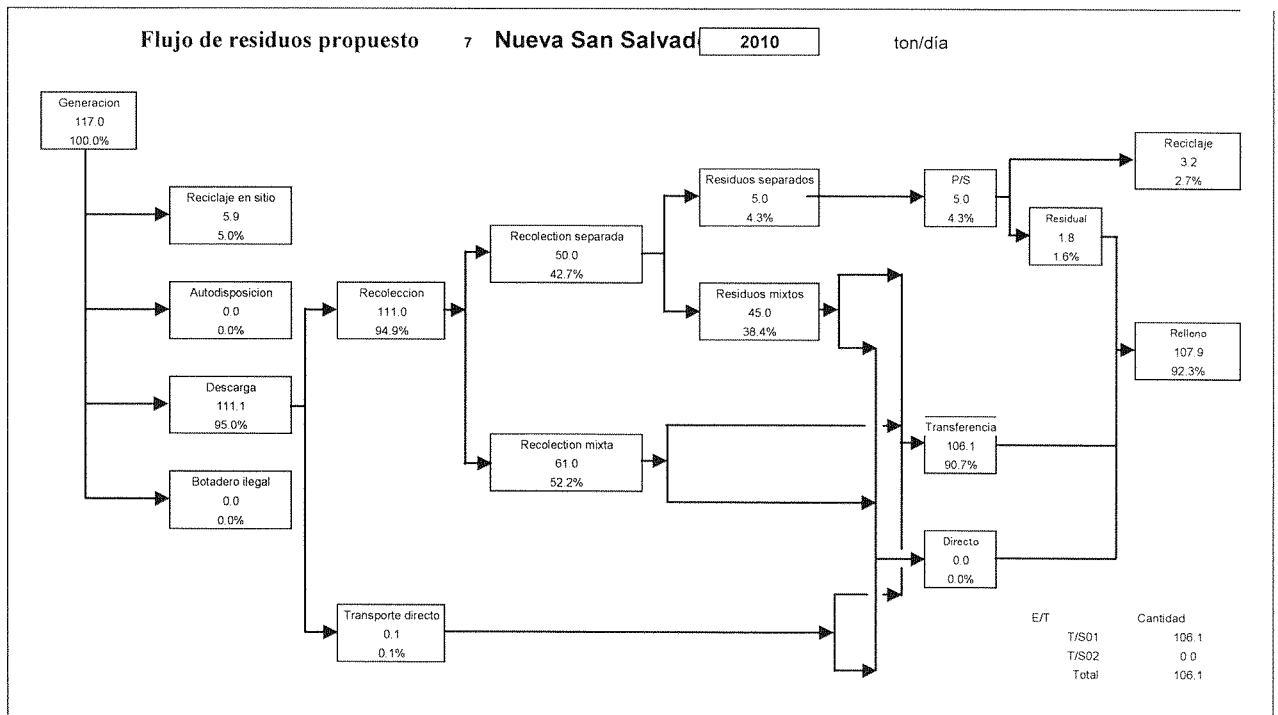 Flujo de residuos propuesto 7 Nueva San Salvad 2010 ton/día
Generacion
117.0
100.0%
Reciclaje en sitio
5.9
5.0%
Autodisposicion
0.0
0.0%
Descarga
111.1
95.0%
Botadero ilegal
0.0
0.0%
Recoleccion
111.0
94.9%
Transporte directo
0.1
0.1%
Recolection separada
50.0
42.7%
Recolection mixta
61.0
52.2%
Residuos separados
5.0
4.3%
Residuos mixtos
45.0
38.4%
P/S
5.0
4.3%
Residual
1.8
1.6%
Reciclaje
3.2
2.7%
Relleno
107.9
92.3%
Transferencia
106.1
90.7%
Directo
0.0
0.0%
E/T Cantidad
T/S01 106.1
T/S02 0.0
Total 106.1